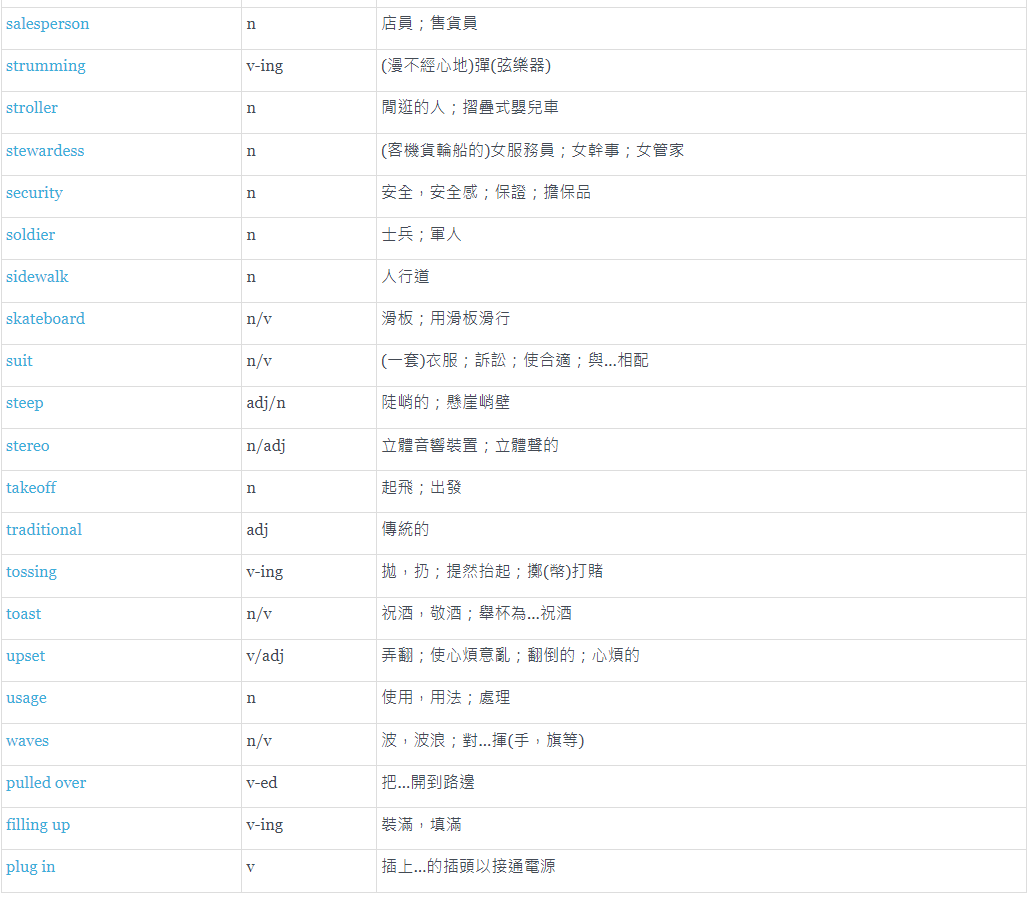 salesperson n 店員；售貨員
strumming v-ing (漫不經心地)彈(弦樂器)
stroller n 閒逛的人；摺疊式嬰兒車
stewardess n (客機貨輪船的)女服務員；女幹事；女管家
security n 安全，安全感；保證；擔保品
soldier n 士兵；軍人
sidewalk n 人行道
skateboard n/v 滑板；用滑板滑行
suit n/v (一套)衣服；訴訟；使合適；與...相配
steep adj/n 陡峭的；懸崖峭壁
stereo n/adj 立體音響裝置；立體聲的
takeoff n 起飛；出發
traditional adj 傳統的
tossing v-ing 拋，扔；提然抬起；擲(幣)打賭
toast n/v 祝酒，敬酒；舉杯為...祝酒
upset v/adj 弄翻；使心煩意亂；翻倒的；心煩的
usage n 使用，用法；處理
waves n/v 波，波浪；對...揮(手，旗等)
pulled over v-ed 把...開到路邊
filling up v-ing 裝滿，填滿
plug in v 插上...的插頭以接通電源